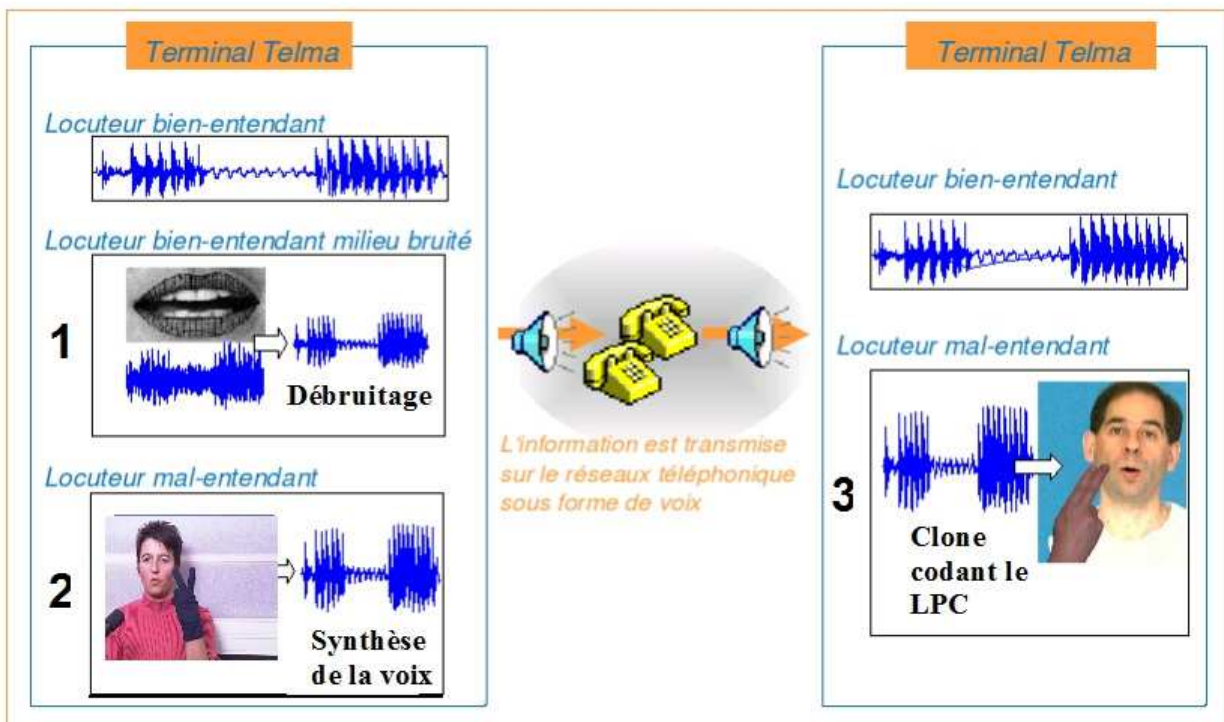 Terminal Telma
Locuteur bien-entendant
Locuteur bien-entendant milieu bruité
1
Débruitage
Locuteur mal-entendant
2
Synthèse
de la voix
L'information est transmise
sur le réseaux téléphonique
sous forme de voix
Terminal Telma
Locuteur bien-entendant
Locuteur mal-entendant
3
Clone
codant le
LPC